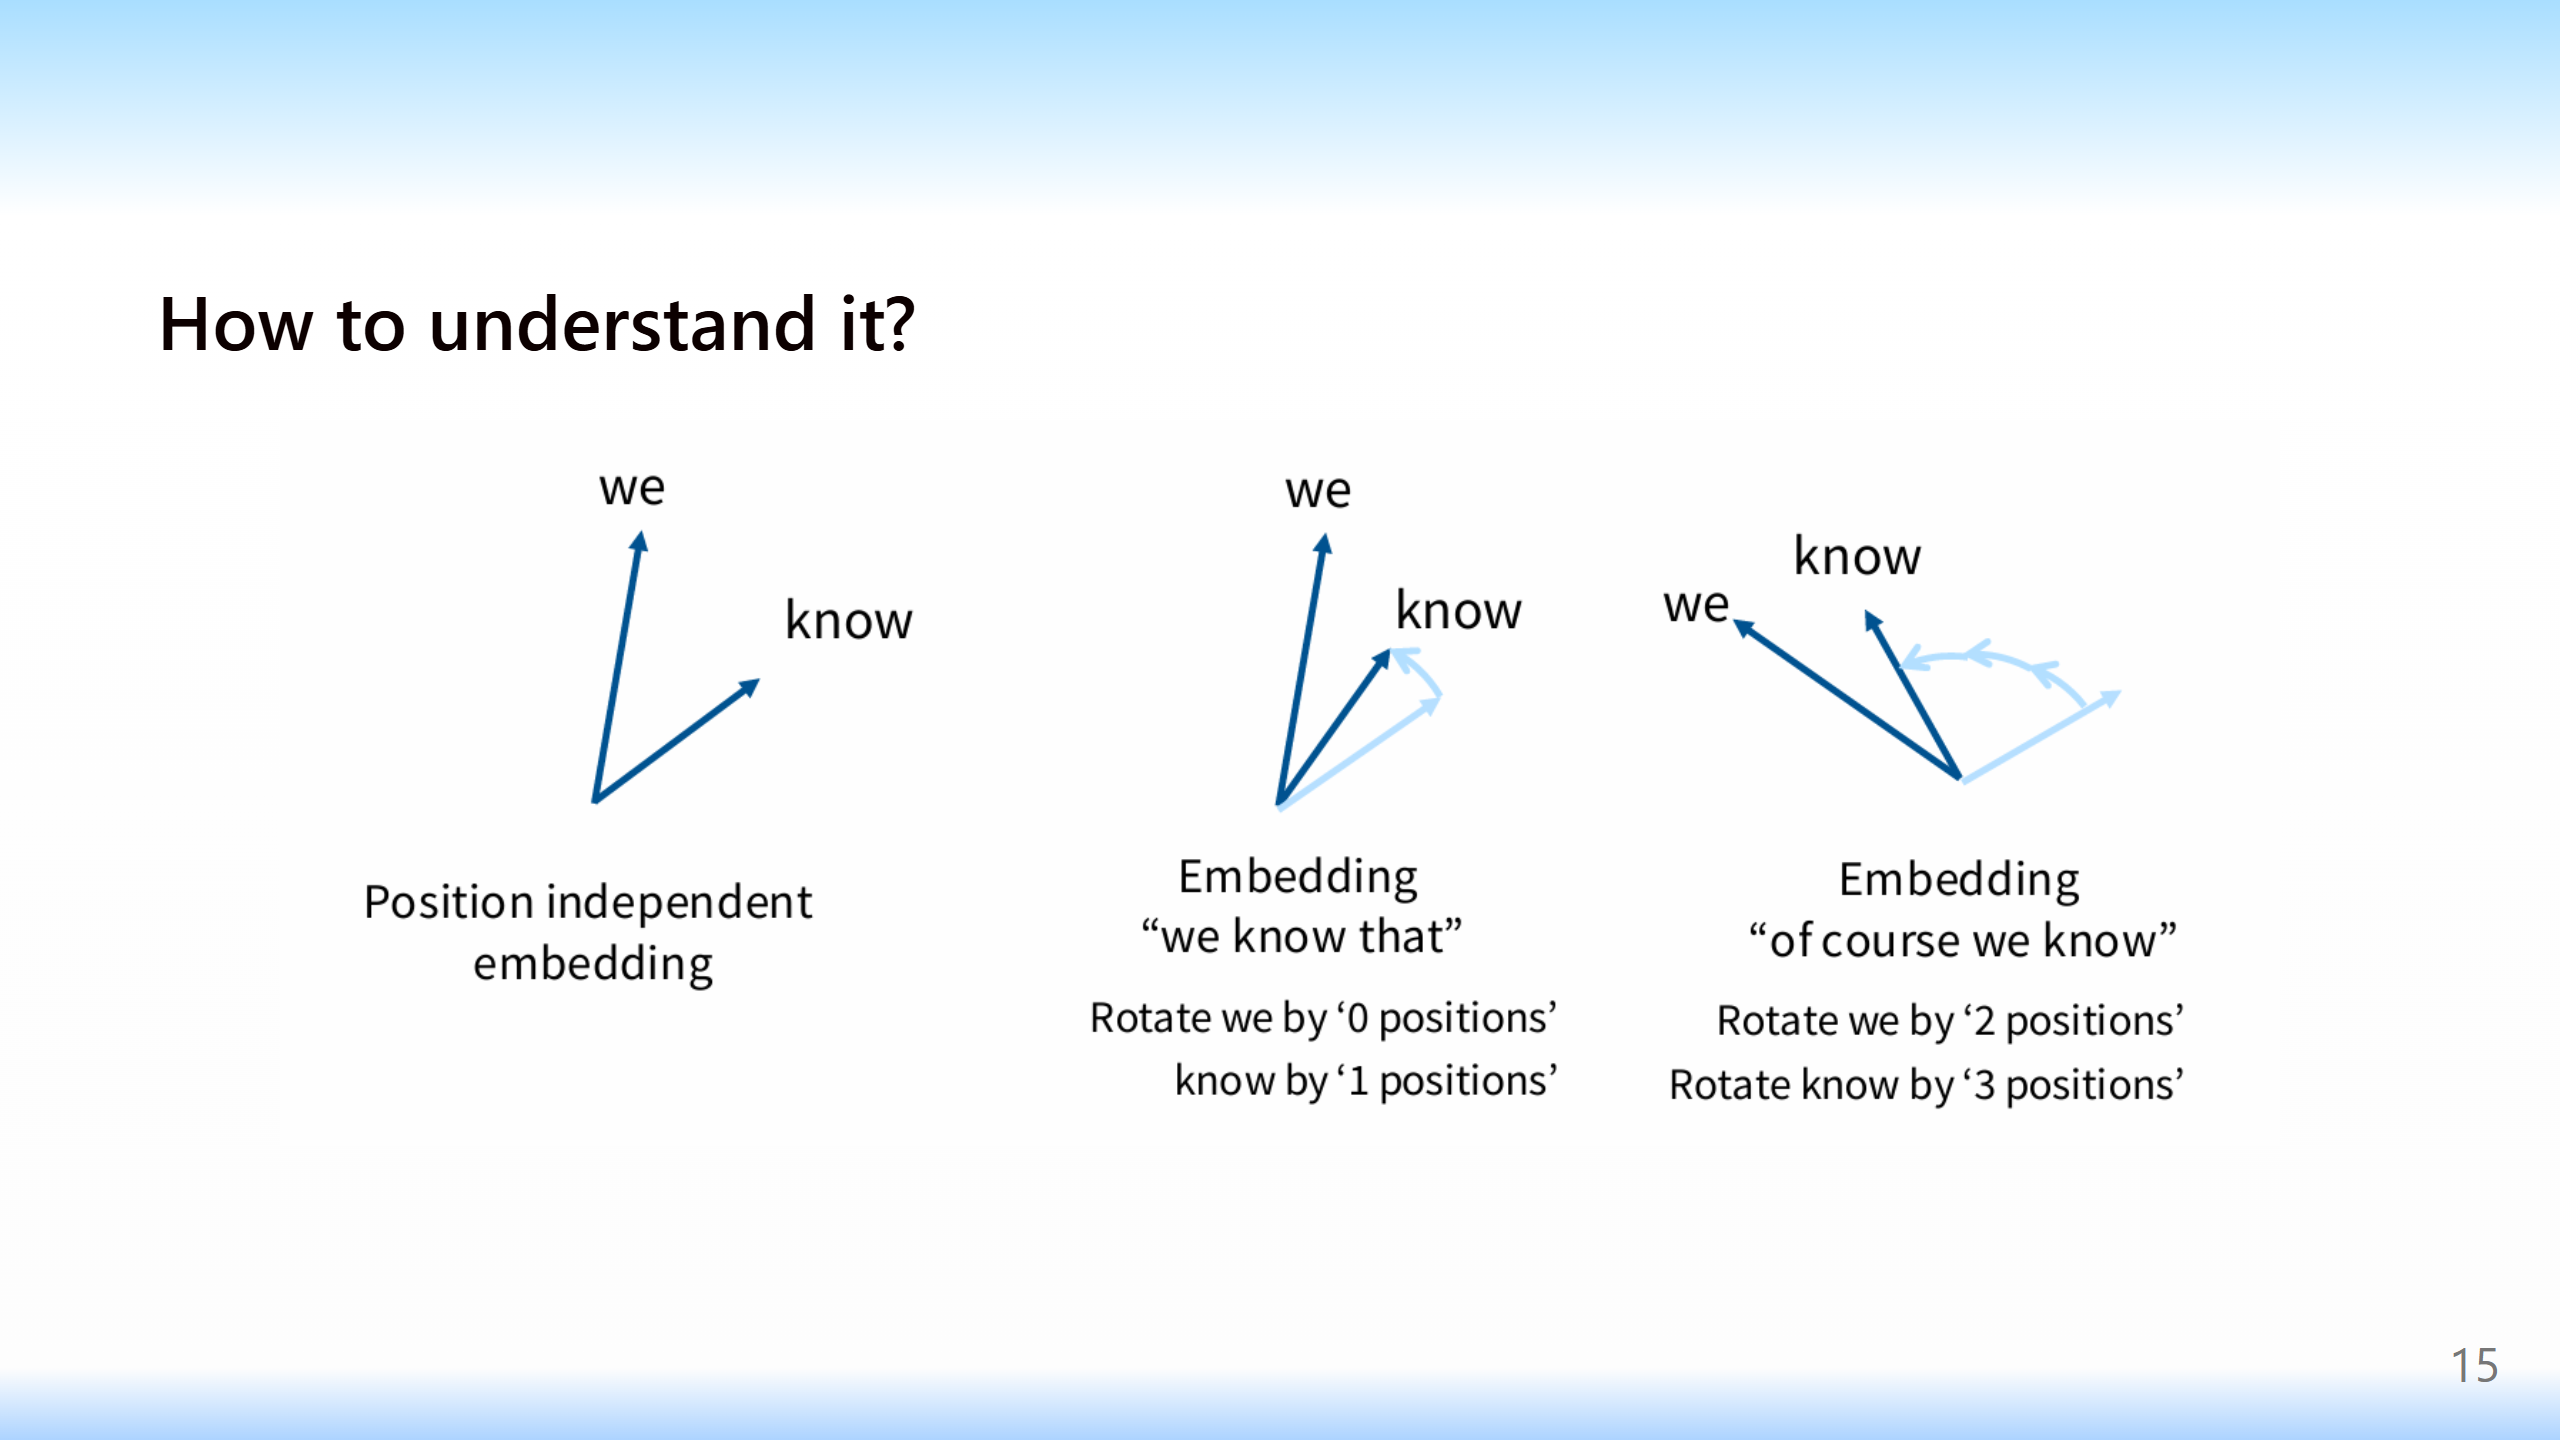 How to understand it?
we
know
Position independent
embedding
we
know
Embedding
“we know that”
Rotate we by ‘0 positions’
know by ‘1 positions’
know
we
Embedding
“of course we know”
Rotate we by ‘2 positions’
Rotate know by ‘3 positions’
15